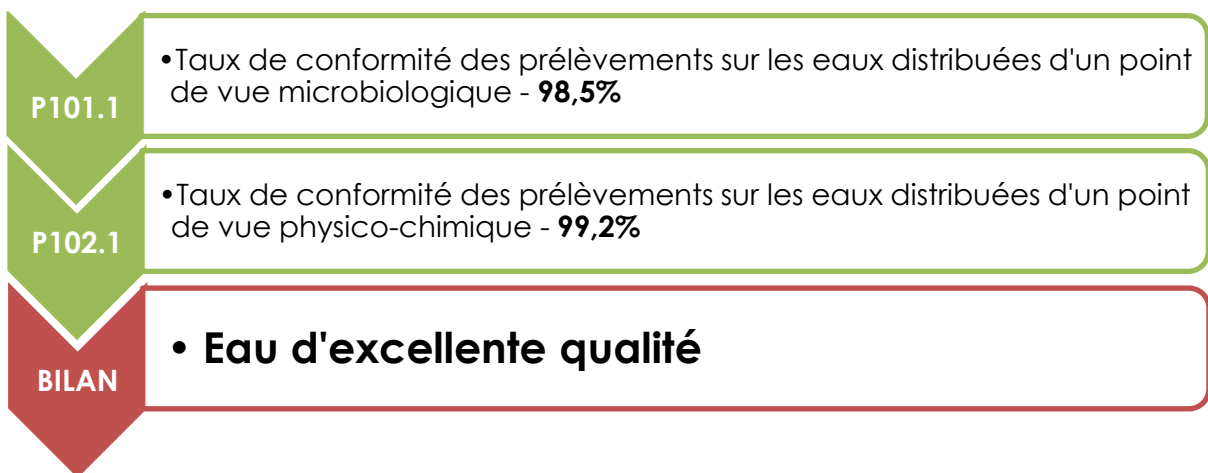 P101.1
•Taux de conformité des prélèvements sur les eaux distribuées d'un point
de vue microbiologique - 98,5%
P102.1
•Taux de conformité des prélèvements sur les eaux distribuées d'un point
de vue physico-chimique - 99,2%
BILAN
• Eau d'excellente qualité